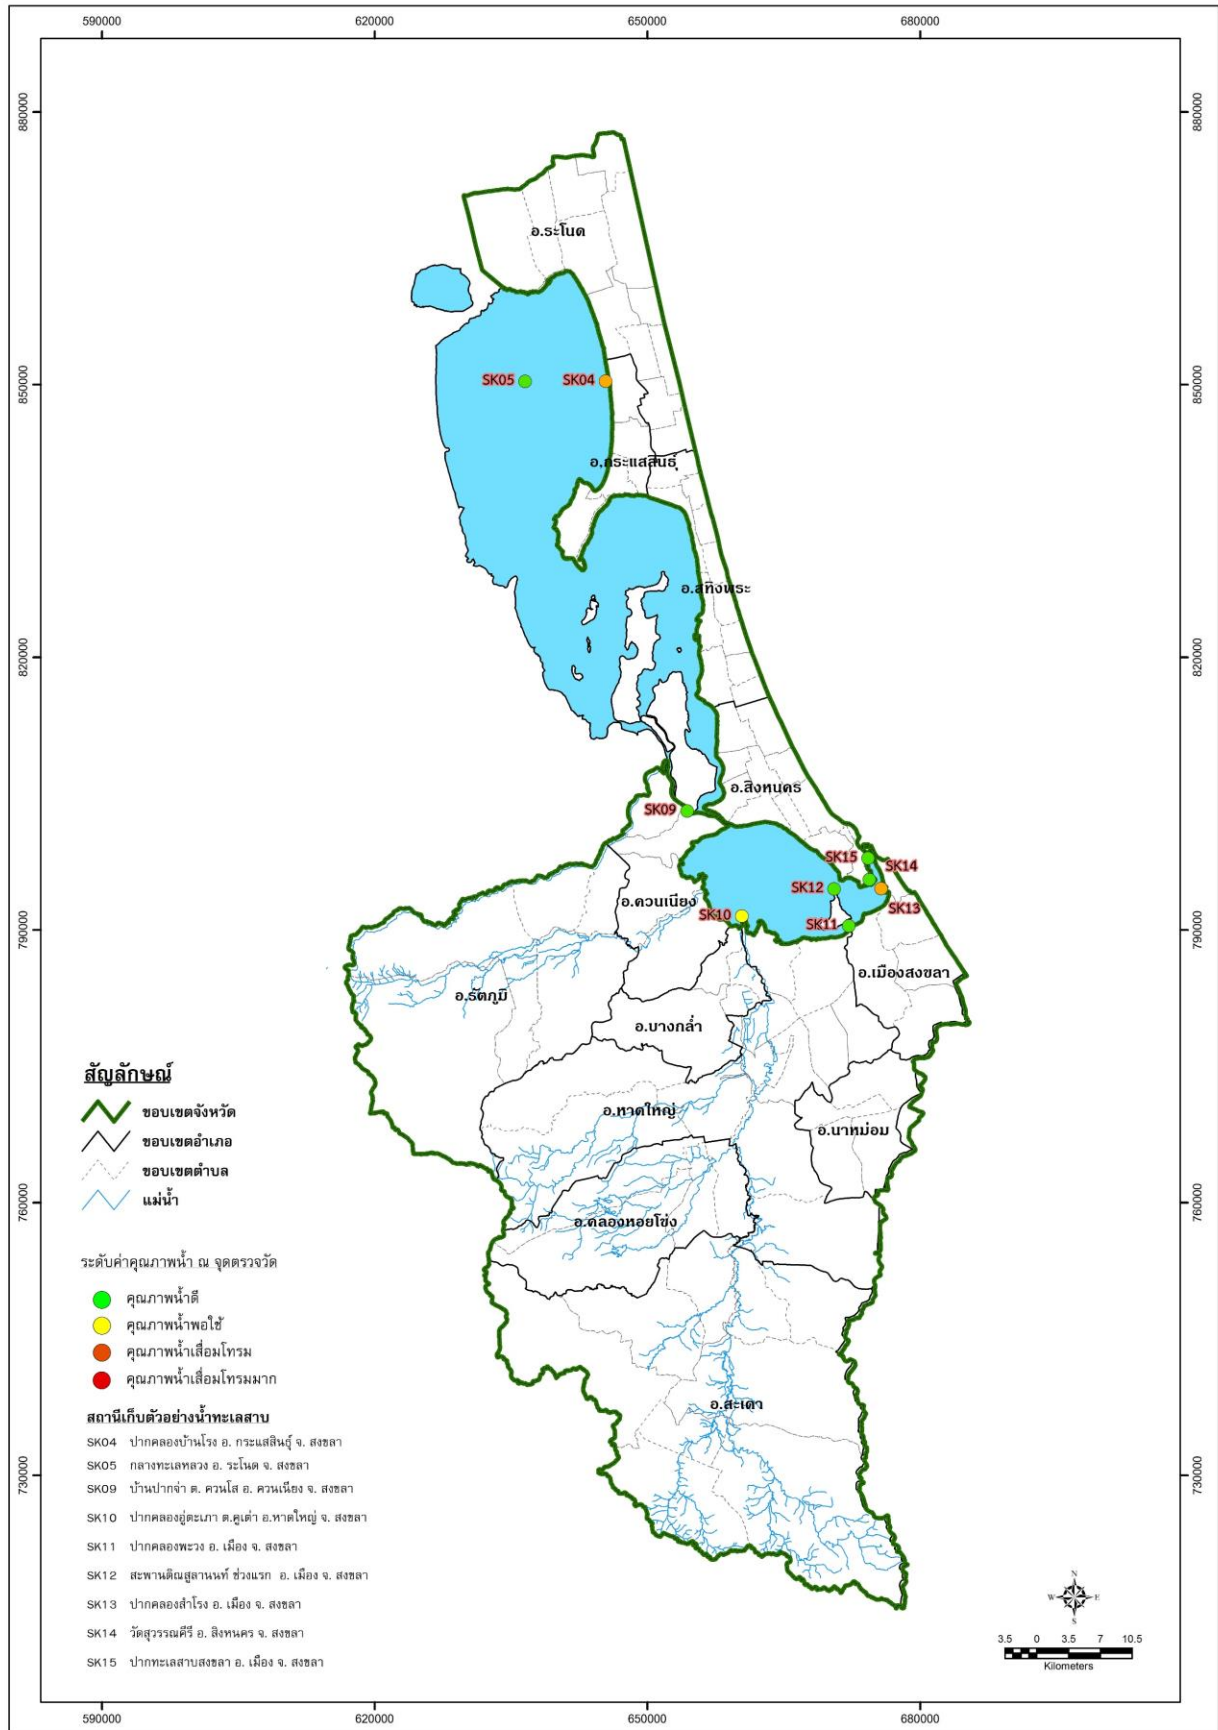 590000 620000 650000 680000
880000 880000
อ.ระโนด
SK05 SK04
850000 850000
อ.กระแสสินธุ์
อ.สทิงพระ
820000 820000
อ.สิงหนคร
SK09
SK15 SK14
SK12
SK13
อ.ควนเนียง SK10
SK11
790000 790000
อ.เมืองสงขลา
อ.รัตภูมิ
อ.บางกล่ำ
สัญลักษณ์
อ.หาดใหญ่
ขอบเขตจังหวัด
อ.นาหม่อม
ขอบเขตอำเภอ
ขอบเขตตำบล
แม่น้ำ
760000 760000
อ.คลองหอยโข่ง
ระดับค่าคุณภาพน้ำ ณ จุดตรวจวัด
คุณภาพน้ำดี
คุณภาพน้ำพอใช้
คุณภาพน้ำเสื่อมโทรม
คุณภาพน้ำเสื่อมโทรมมาก
อ.สะเดา
สถานีเก็บตัวอย่างน้ำทะเลสาบ
SK04 ปากคลองบ้านโรง อ. กระแสสินธุ์ จ. สงขลา
SK05 กลางทะเลหลวง อ. ระโนด จ. สงขลา
730000 730000
SK09 บ้านปากจ่า ต. ควนโส อ. ควนเนียง จ. สงขลา
SK10 ปากคลองอู่ตะเภา ต.คูเต่า อ.หาดใหญ่ จ. สงขลา
SK11 ปากคลองพะวง อ. เมือง จ. สงขลา
SK12 สะพานติณสูลานนท์ ช่วงแรก อ. เมือง จ. สงขลา
SK13 ปากคลองสำโรง อ. เมือง จ. สงขลา
SK14 วัดสุวรรณคีรี อ. สิงหนคร จ. สงขลา
SK15 ปากทะเลสาบสงขลา อ. เมือง จ. สงขลา
N
W E
S
3.5 0 3.5 7 10.5
Kilometers
590000 620000 650000 680000